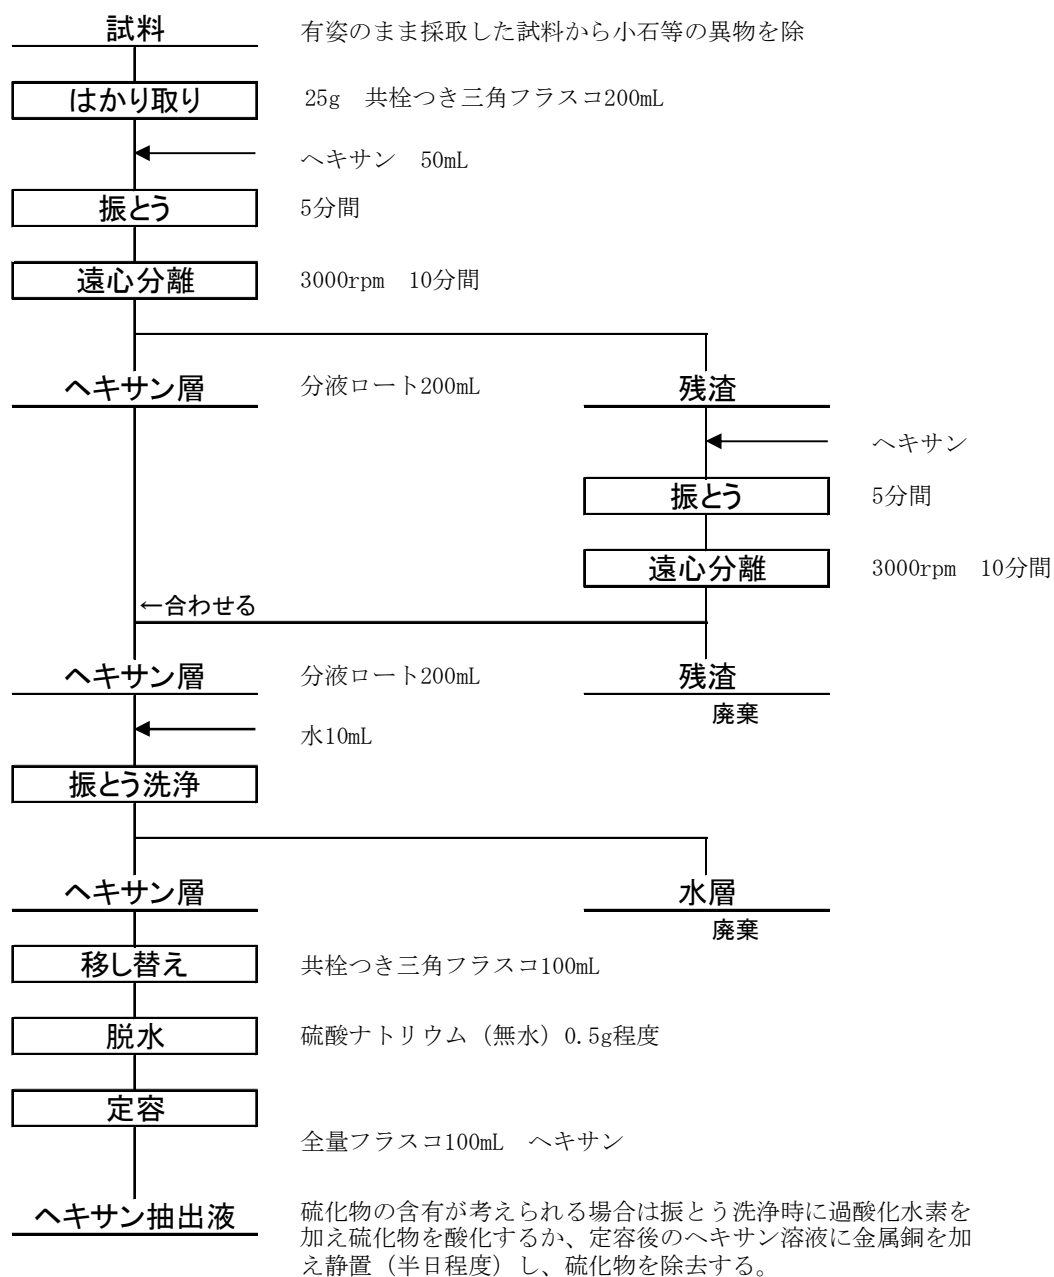 試料　有姿のまま採取した試料から小石等の異物を除
はかり取り　25g　共栓つき三角フラスコ200mL
ヘキサン　50mL
振とう　5分間
遠心分離　3000rpm　10分間
ヘキサン層　分液ロート200mL　残渣
ヘキサン
振とう　5分間
遠心分離　3000rpm　10分間
←合わせる
ヘキサン層　分液ロート200mL　残渣
廃棄
水10mL
振とう洗浄
ヘキサン層　水層
廃棄
移し替え　共栓つき三角フラスコ100mL
脱水　硫酸ナトリウム（無水）0.5g程度
定容
全量フラスコ100mL　ヘキサン
ヘキサン抽出液　硫化物の含有が考えられる場合は振とう洗浄時に過酸化水素を
加え硫化物を酸化するか、定容後のヘキサン溶液に金属銅を加
え静置（半日程度）し、硫化物を除去する。